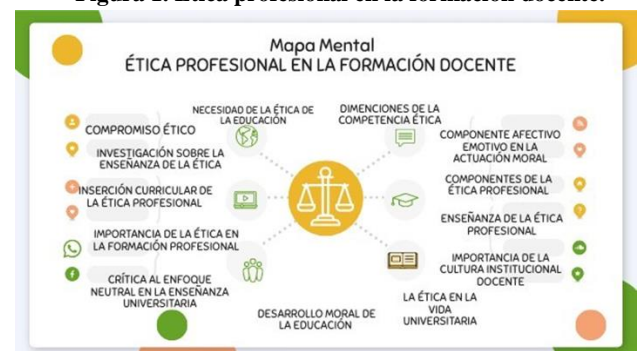 Figura 1. Ética profesional en la formación docente.
Mapa Mental
ÉTICA PROFESIONAL EN LA FORMACIÓN DOCENTE
NECESIDAD DE LA ÉTICA DE
LA EDUCACIÓN
DIMENCIONES DE LA
COMPETENCIA ÉTICA
COMPROMISO ÉTICO
INVESTIGACIÓN SOBRE LA
ENSEÑANZA DE LA ÉTICA
INSERCIÓN CURRICULAR DE
LA ÉTICA PROFESIONAL
IMPORTANCIA DE LA ÉTICA EN
LA FORMACIÓN PROFESIONAL
CRÍTICA AL ENFOQUE
NEUTRAL EN LA ENSEÑANZA
UNIVERSITARIA
COMPONENTE AFECTIVO
EMOTIVO EN LA
ACTUACIÓN MORAL
COMPONENTES DE LA
ÉTICA PROFESIONAL
ENSEÑANZA DE LA ÉTICA
PROFESIONAL
IMPORTANCIA DE LA
CULTURA INSTITUCIONAL
DOCENTE
DESARROLLO MORAL DE
LA EDUCACIÓN
LA ÉTICA EN LA
VIDA
UNIVERSITARIA